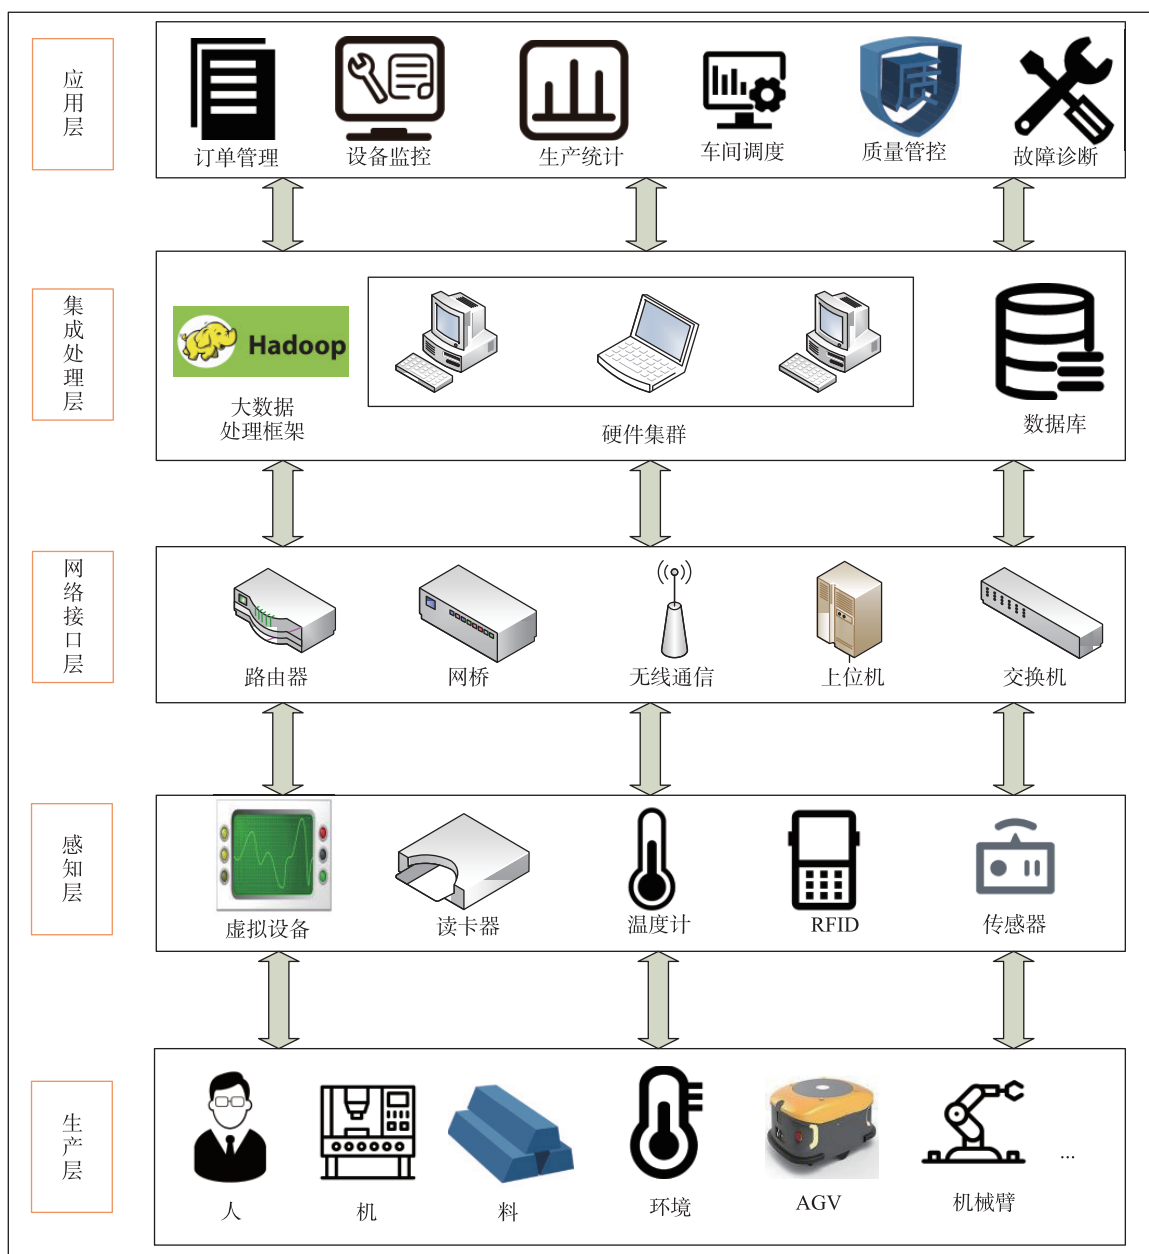 应用层
订单管理
设备监控
生产统计
车间调度
质量管控
故障诊断
集成处理层
Hadoop
大数据
处理框架
硬件集群
数据库
网络接口层
路由器
网桥
无线通信
上位机
交换机
感知层
虚拟设备
读卡器
温度计
RFID
传感器
生产层
人
机
料
环境
AGV
机械臂
...